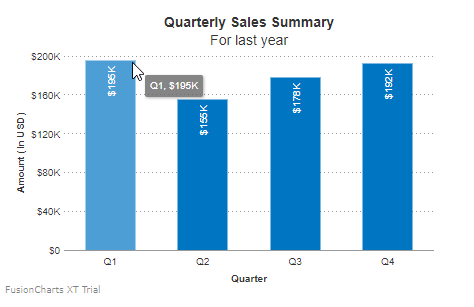 Quarterly Sales Summary
For last year
Amount ( In USD )
$200K
$160K
$120K
$80K
$40K
$0
$195K
Q1, $195K
$155K
$178K
$192K
Q1
Q2
Q3
Q4
Quarter
FusionCharts XT Trial